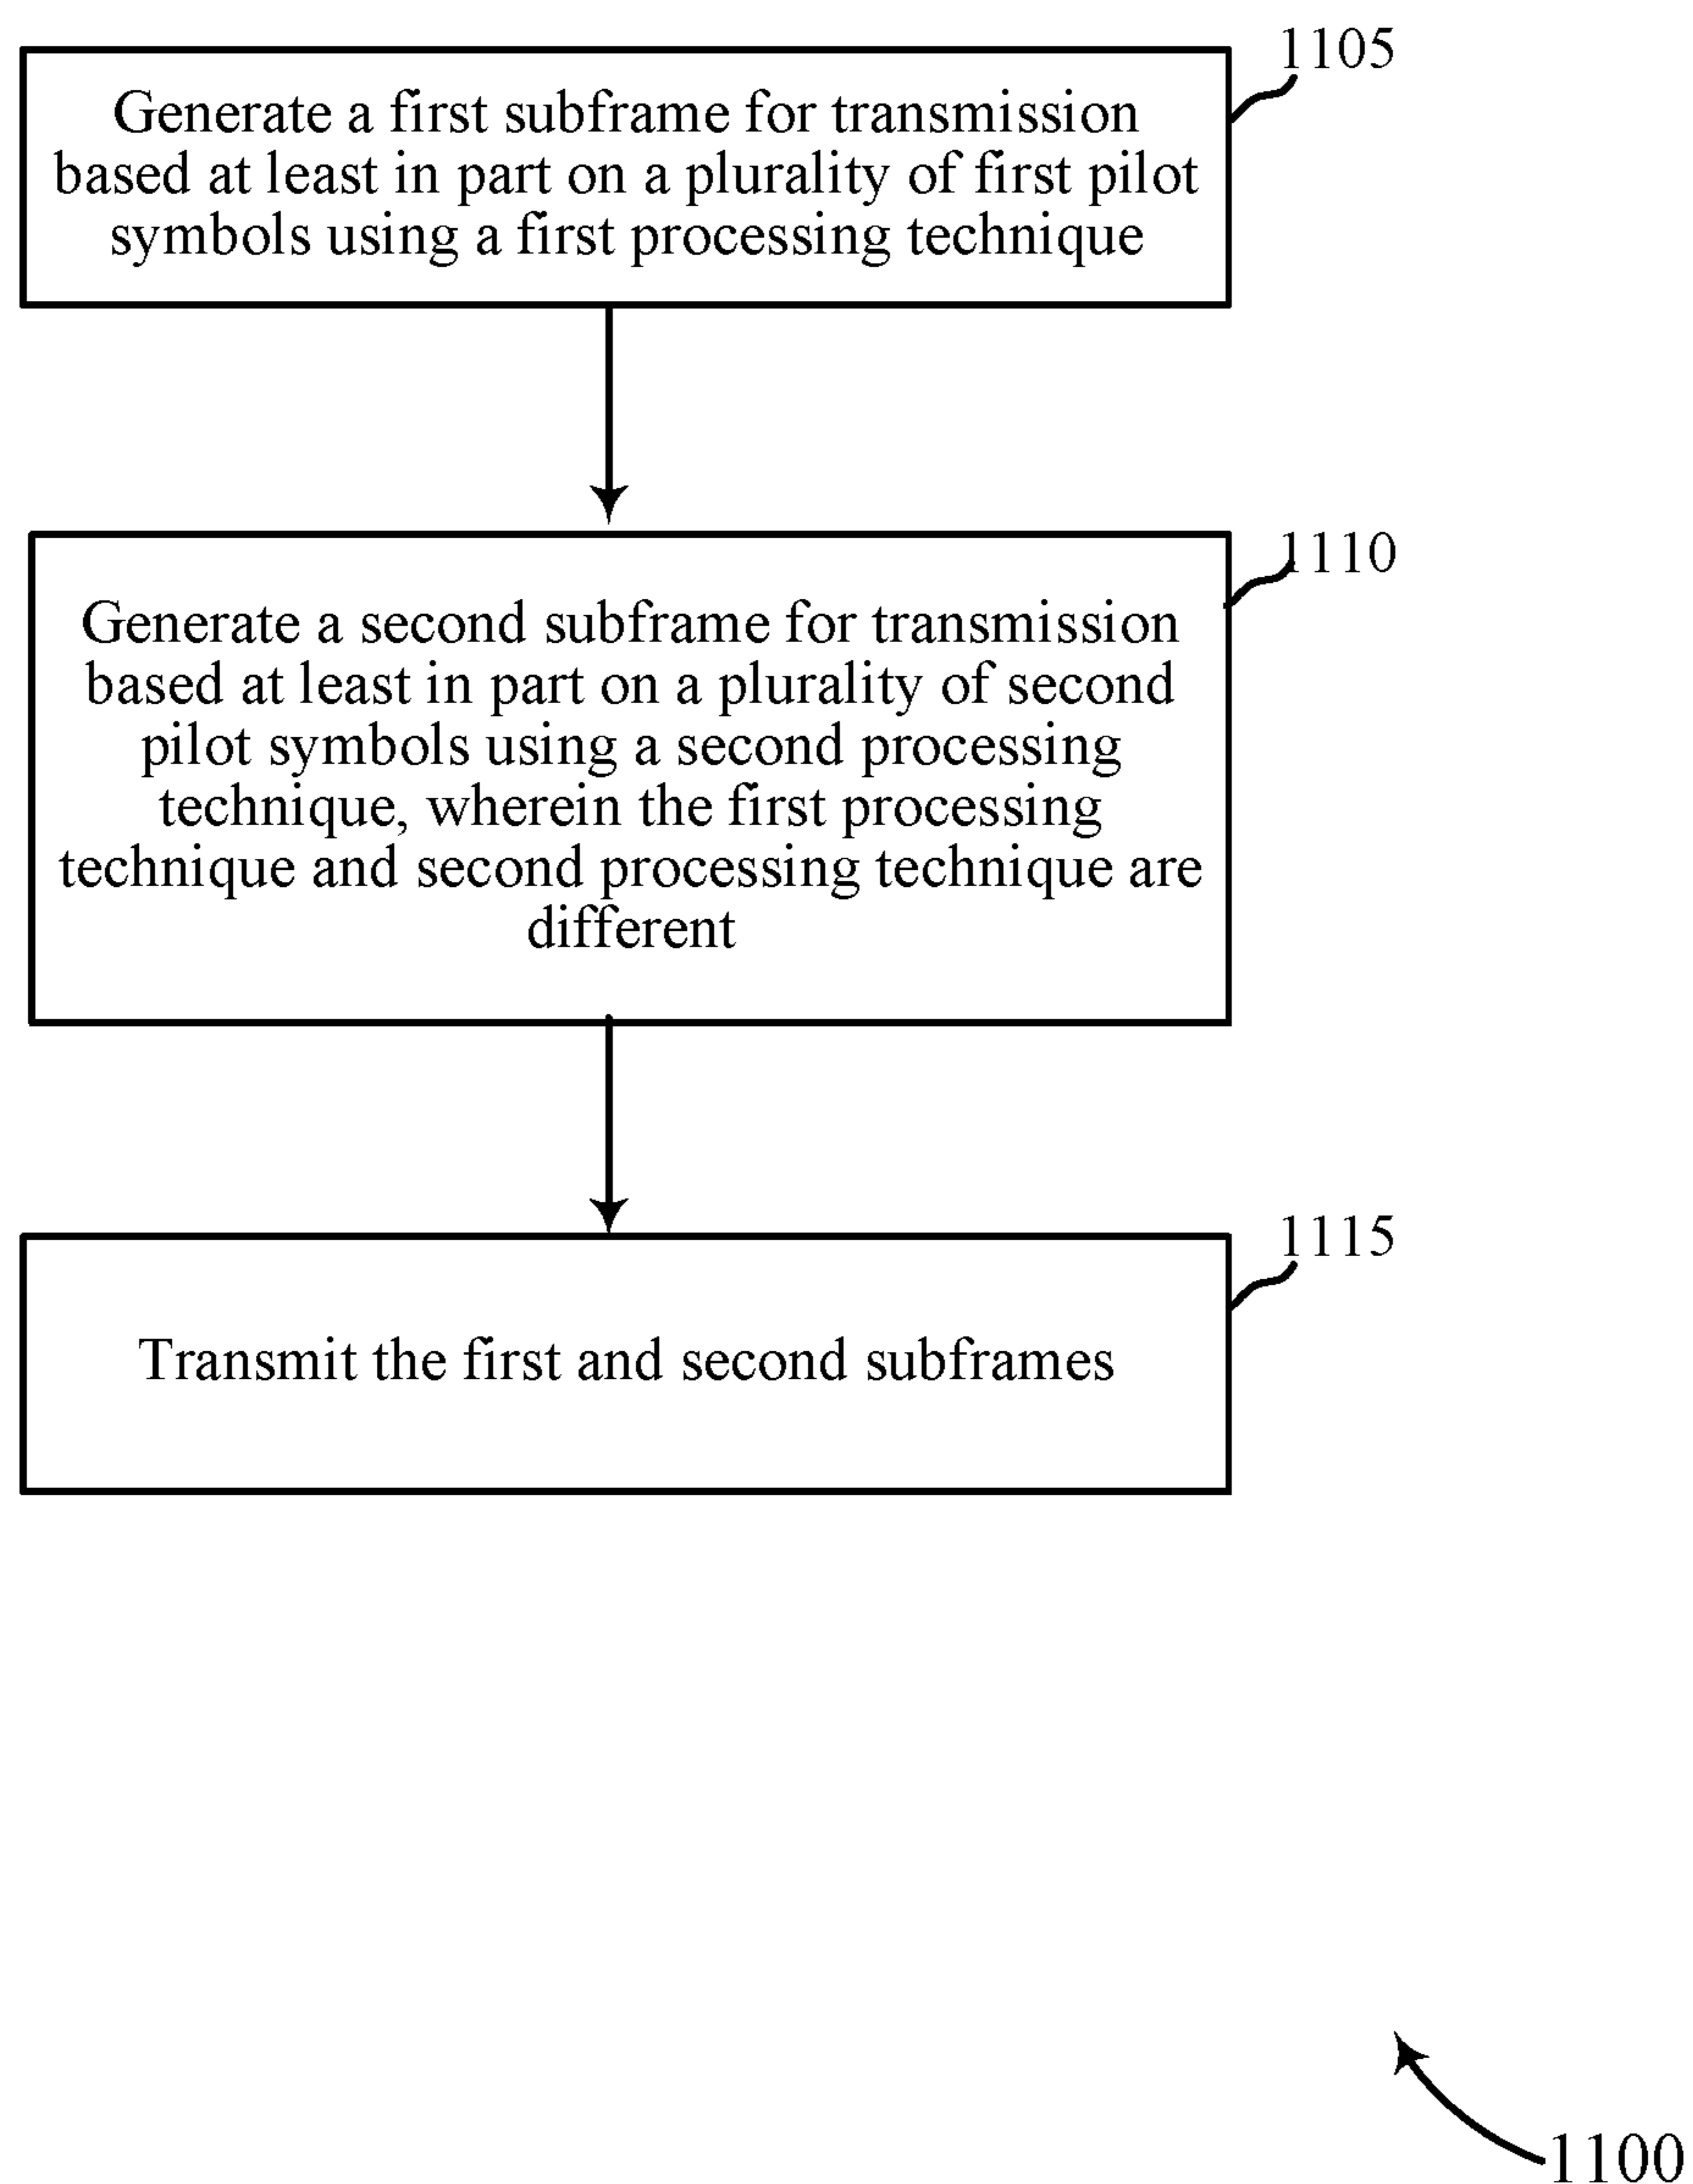 1105
Generate a first subframe for transmission
based at least in part on a plurality of first pilot
symbols using a first processing technique
1110
Generate a second subframe for transmission
based at least in part on a plurality of second
pilot symbols using a second processing
technique, wherein the first processing
technique and second processing technique are
different
1115
Transmit the first and second subframes
1100